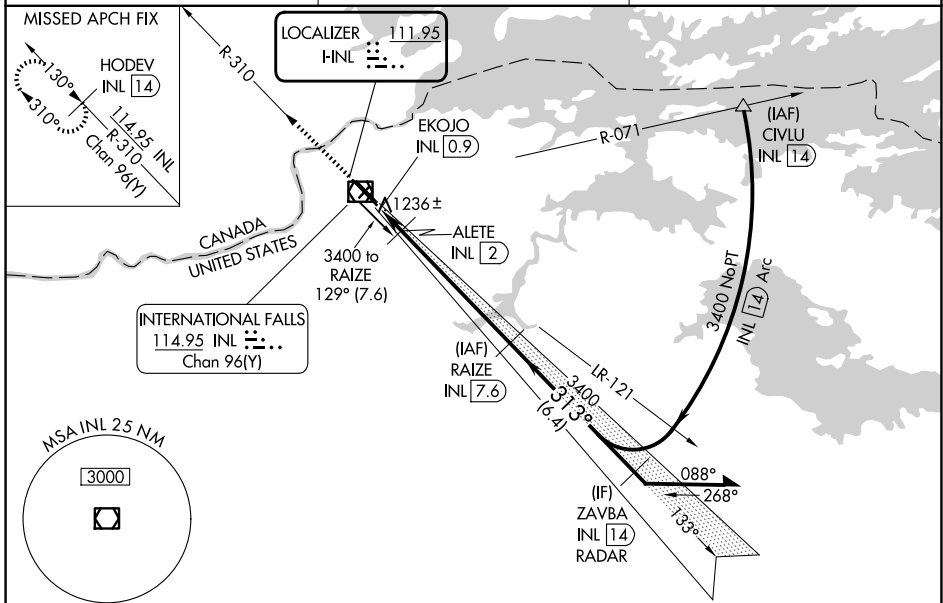 MISSED APCH FIX
130°
310°
HODEV
INL 14
114.95 INL
R-310
Chan 96(Y)
R-310
LOCALIZER 111.95
I-INL
EKOJO
INL 0.9
1236 ±
ALETE
INL 2
R-071
(IAF)
CIVLU
INL 14
CANADA
UNITED STATES
3400 to
RAIZE
129° (7.6)
INTERNATIONAL FALLS
114.95 INL
Chan 96(Y)
3400 NoPT
INL 14 Arc
(IAF)
RAIZE
INL 7.6
LR-121
3400
313°
(6.4)
088°
268°
133°
(IF)
ZAVBA
INL 14
RADAR
MSA INL 25 NM
3000